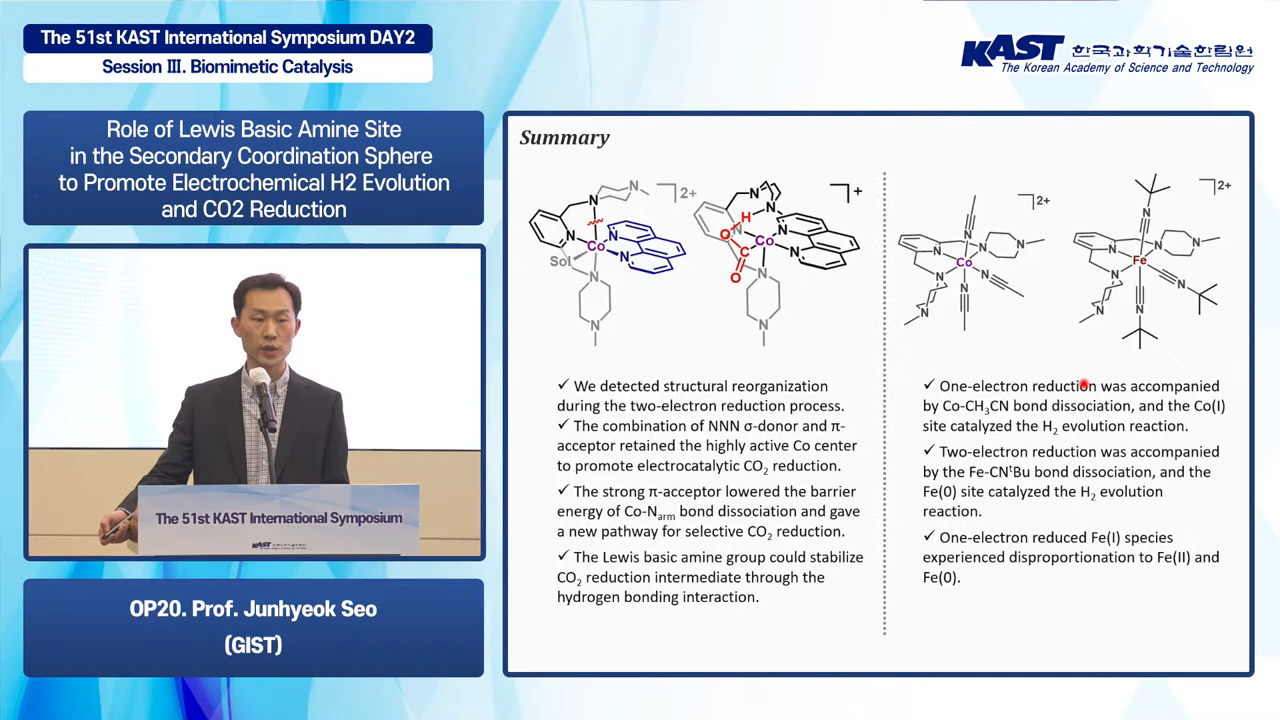 The 51st KAST International Symposium DAY2
Session Ⅲ. Biomimetic Catalysis
KAST 한국과학기술한림원
The Korean Academy of Science and Technology
Role of Lewis Basic Amine Site
in the Secondary Coordination Sphere
to Promote Electrochemical H2 Evolution
and CO2 Reduction
The 51st KAST International Symposium
OP20. Prof. Junhyeok Seo
(GIST)
Summary
✓ We detected structural reorganization
during the two-electron reduction process.
✓ The combination of NNN σ-donor and π-
acceptor retained the highly active Co center
to promote electrocatalytic CO₂ reduction.
✓ The strong π-acceptor lowered the barrier
energy of Co-Narm bond dissociation and gave
a new pathway for selective CO₂ reduction.
✓ The Lewis basic amine group could stabilize
CO₂ reduction intermediate through the
hydrogen bonding interaction.
✓ One-electron reduction was accompanied
by Co-CH₃CN bond dissociation, and the Co(I)
site catalyzed the H₂ evolution reaction.
✓ Two-electron reduction was accompanied
by the Fe-CNᵗBu bond dissociation, and the
Fe(0) site catalyzed the H₂ evolution
reaction.
✓ One-electron reduced Fe(I) species
experienced disproportionation to Fe(II) and
Fe(0).